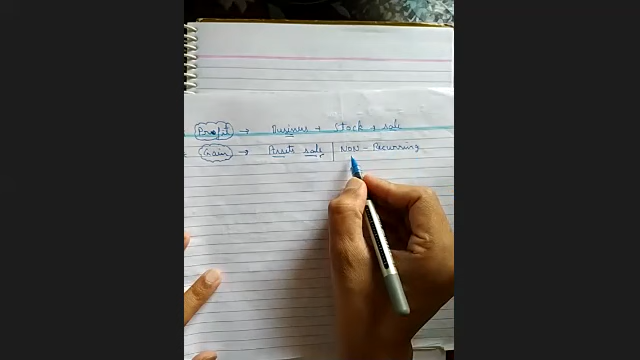 Profit → Business + Stock + sale
Gain → Assets sale | NON - Recurring